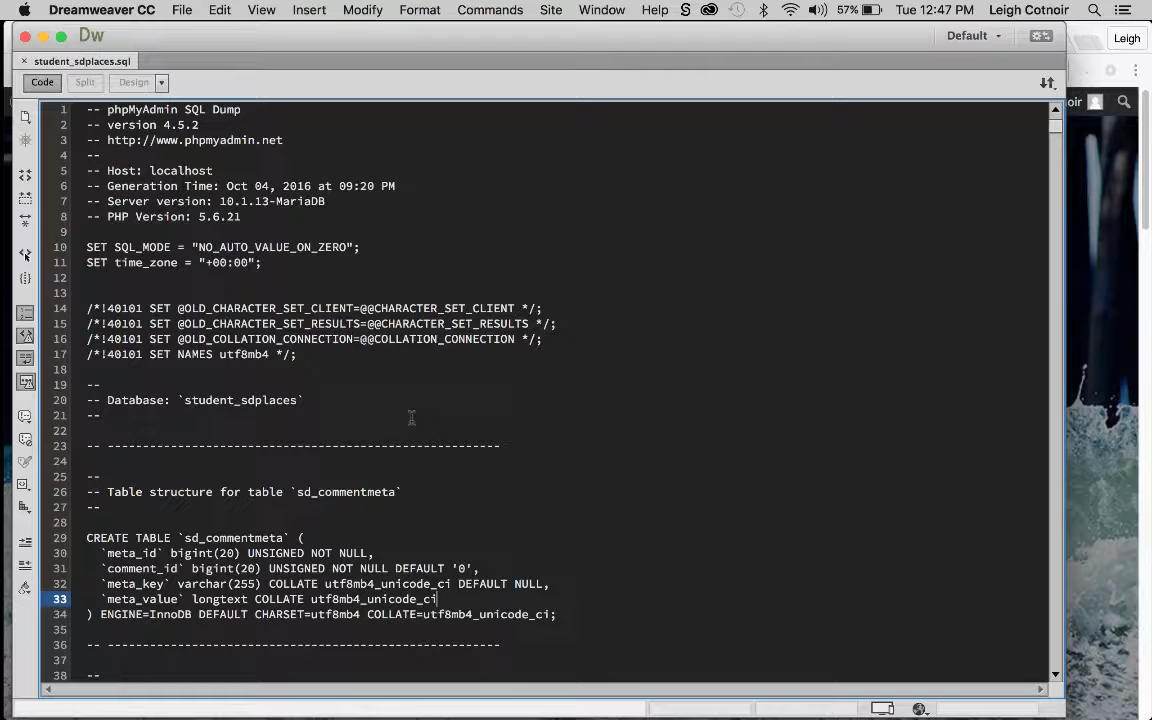 Dreamweaver CC File Edit View Insert Modify Format Commands Site Window Help 57% Tue 12:47 PM Leigh Cotnoir
Dw Default
Leigh
student_sdplaces.sql
Code Split Design
oir
1 -- phpMyAdmin SQL Dump
2 -- version 4.5.2
3 -- http://www.phpmyadmin.net
4 --
5 -- Host: localhost
6 -- Generation Time: Oct 04, 2016 at 09:20 PM
7 -- Server version: 10.1.13-MariaDB
8 -- PHP Version: 5.6.21
9
10 SET SQL_MODE = "NO_AUTO_VALUE_ON_ZERO";
11 SET time_zone = "+00:00";
12
13
14 /*!40101 SET @OLD_CHARACTER_SET_CLIENT=@@CHARACTER_SET_CLIENT */;
15 /*!40101 SET @OLD_CHARACTER_SET_RESULTS=@@CHARACTER_SET_RESULTS */;
16 /*!40101 SET @OLD_COLLATION_CONNECTION=@@COLLATION_CONNECTION */;
17 /*!40101 SET NAMES utf8mb4 */;
18
19 --
20 -- Database: `student_sdplaces`
21 --
22
23 -- --------------------------------------------------------
24
25 --
26 -- Table structure for table `sd_commentmeta`
27 --
28
29 CREATE TABLE `sd_commentmeta` (
30 `meta_id` bigint(20) UNSIGNED NOT NULL,
31 `comment_id` bigint(20) UNSIGNED NOT NULL DEFAULT '0',
32 `meta_key` varchar(255) COLLATE utf8mb4_unicode_ci DEFAULT NULL,
33 `meta_value` longtext COLLATE utf8mb4_unicode_ci
34 ) ENGINE=InnoDB DEFAULT CHARSET=utf8mb4 COLLATE=utf8mb4_unicode_ci;
35
36 -- --------------------------------------------------------
37
38 --